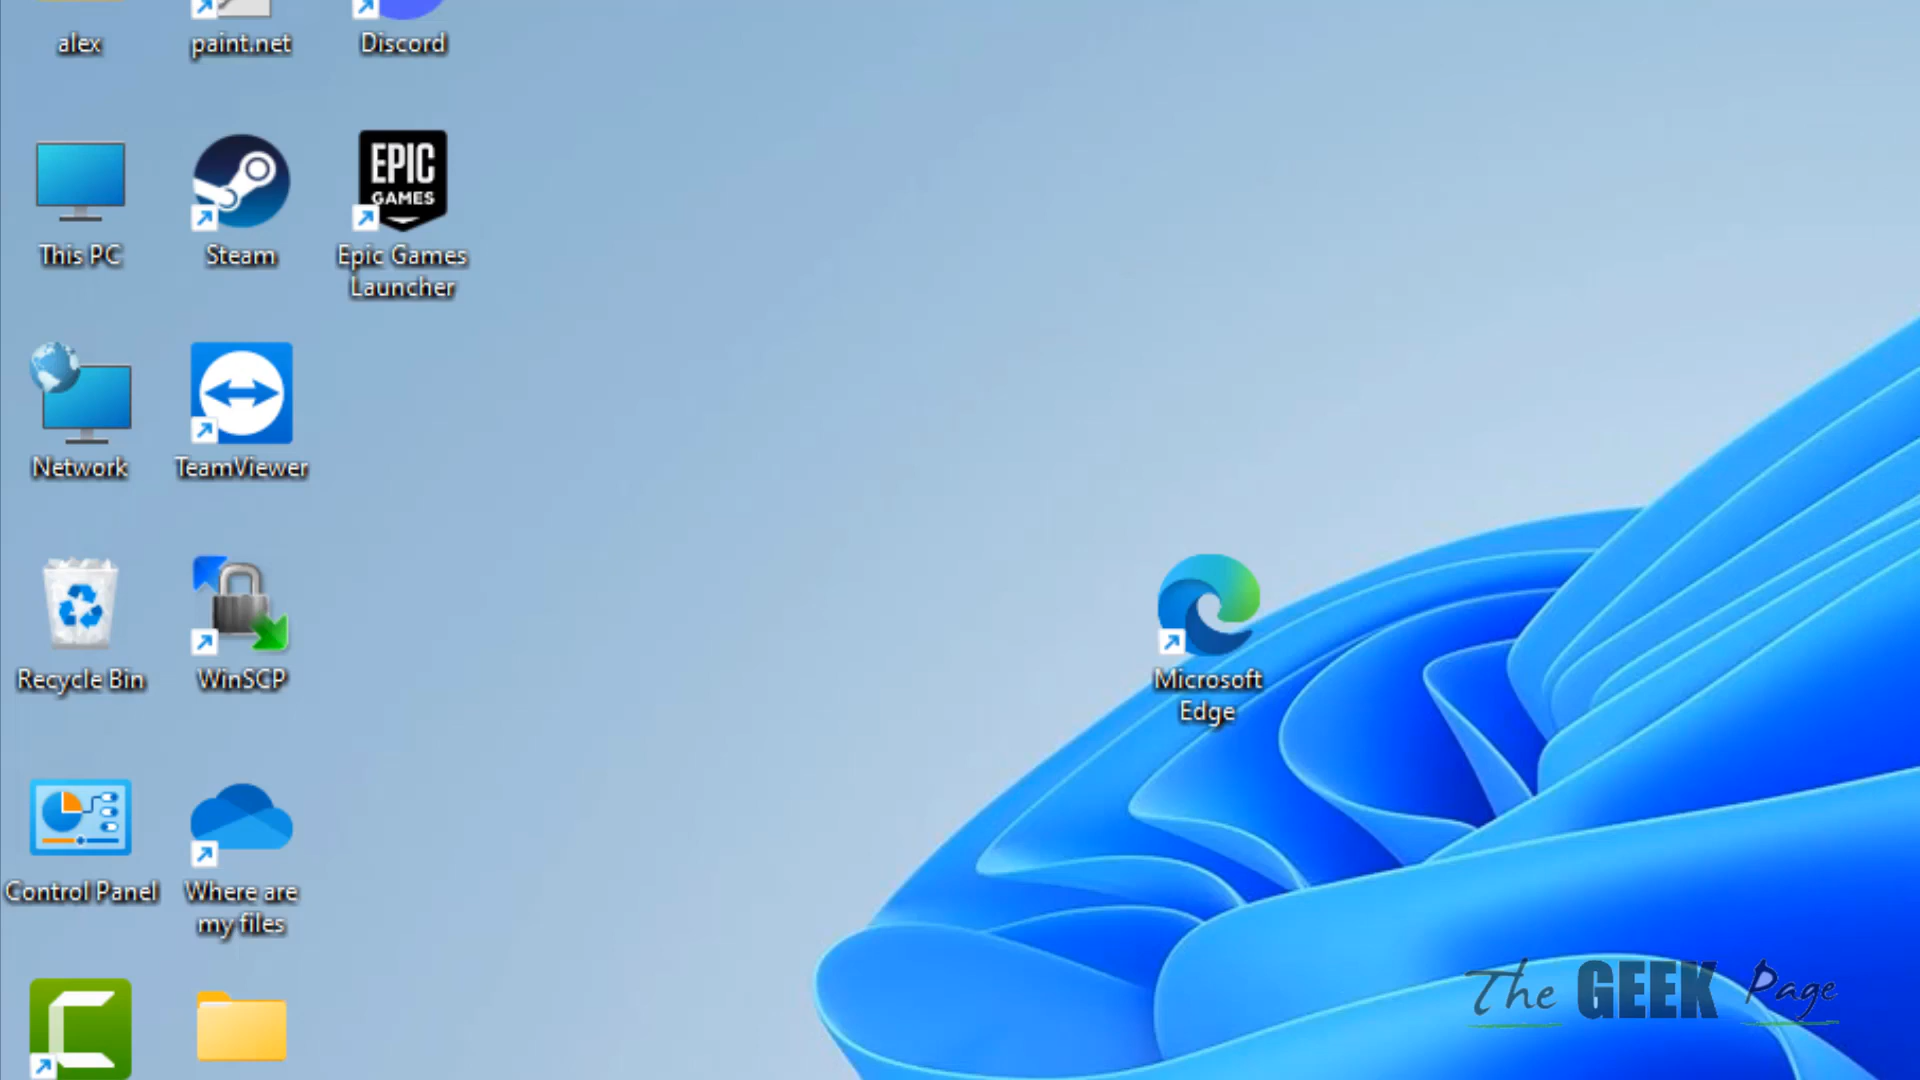 alex
paint.net
Discord
EPIC
GAMES
This PC
Steam
Epic Games
Launcher
Network
TeamViewer
Microsoft
Edge
Recycle Bin
WinSCP
Control Panel
Where are
my files
The GEEK Page